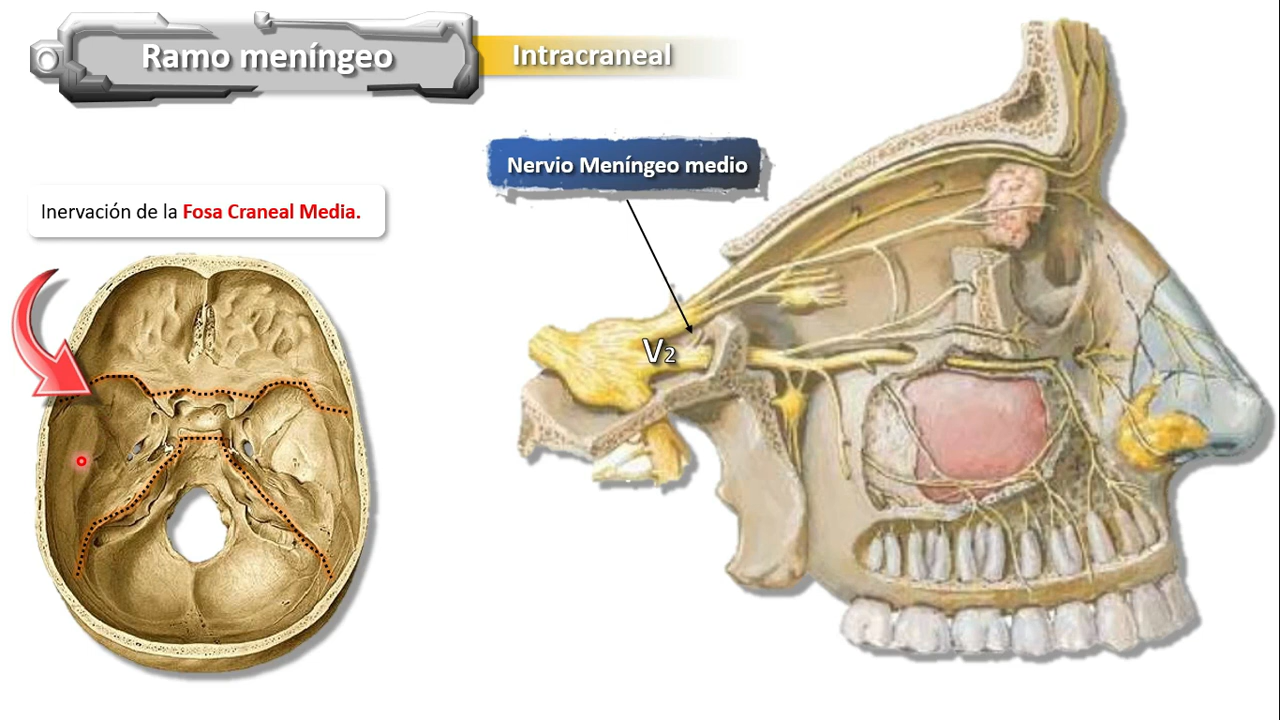 Ramo meníngeo
Intracraneal
Nervio Meníngeo medio
Inervación de la Fosa Craneal Media.
V2